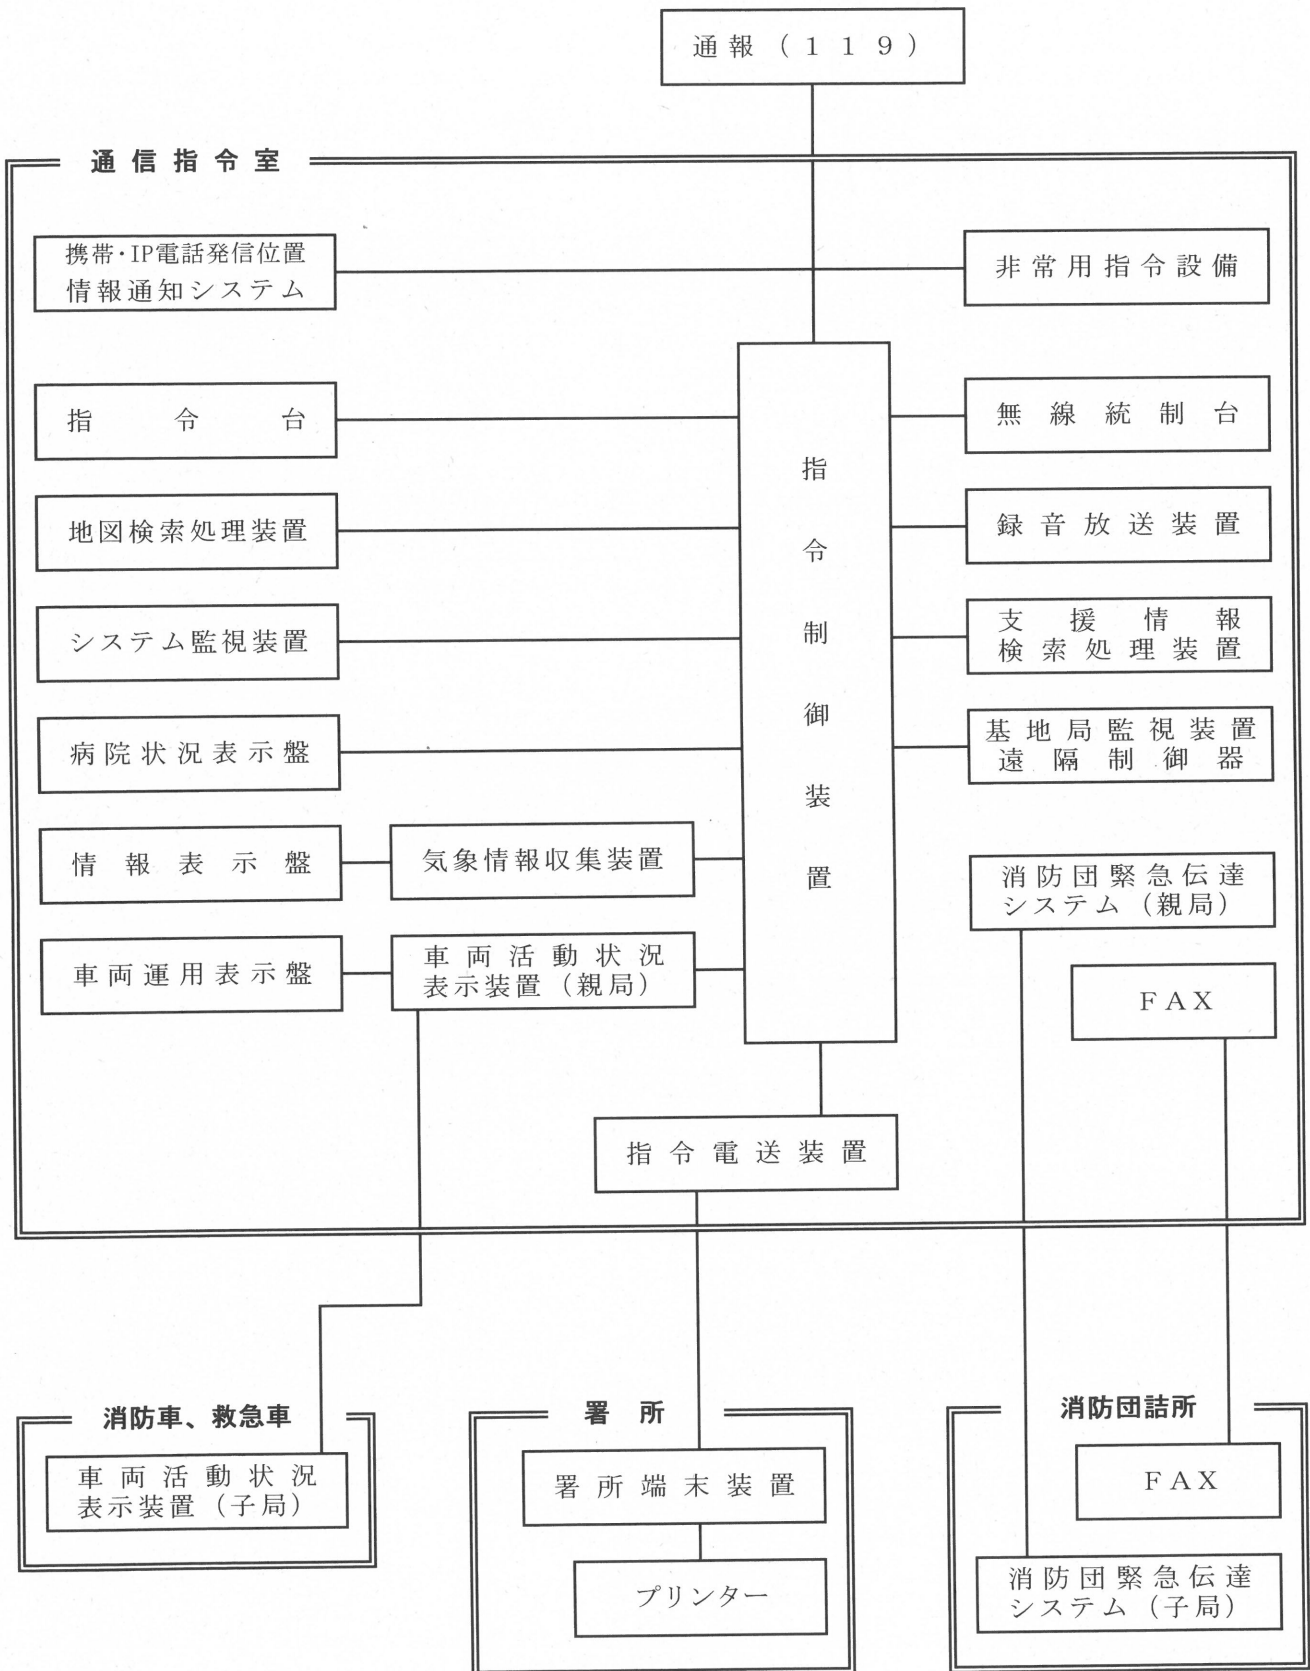 通報（119）
通信指令室
携帯・IP電話発信位置
情報通知システム
非常用指令設備
指令台
無線統制台
地図検索処理装置
録音放送装置
システム監視装置
支援情報
検索処理装置
病院状況表示盤
基地局監視装置
遠隔制御器
指令制御装置
情報表示盤
気象情報収集装置
消防団緊急伝達
システム（親局）
車両運用表示盤
車両活動状況
表示装置（親局）
FAX
指令電送装置
消防車、救急車
車両活動状況
表示装置（子局）
署所
署所端末装置
プリンター
消防団詰所
FAX
消防団緊急伝達
システム（子局）